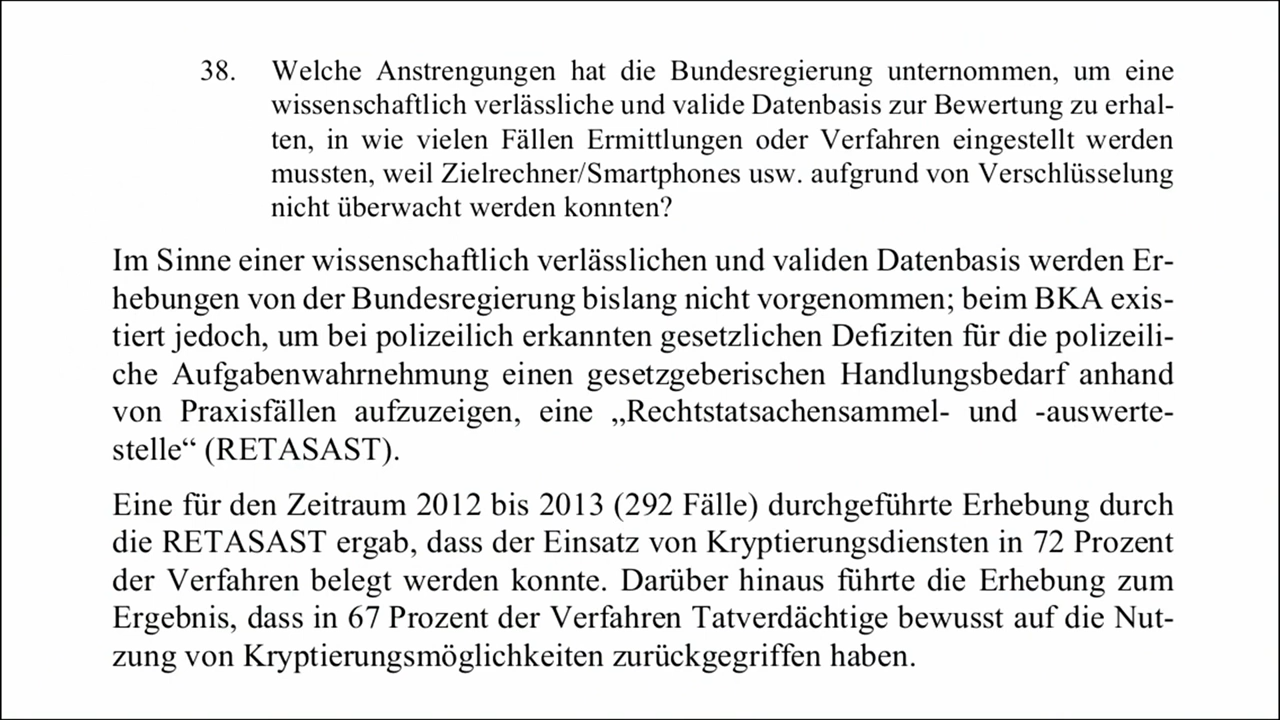 38. Welche Anstrengungen hat die Bundesregierung unternommen, um eine
wissenschaftlich verlässliche und valide Datenbasis zur Bewertung zu erhal-
ten, in wie vielen Fällen Ermittlungen oder Verfahren eingestellt werden
mussten, weil Zielrechner/Smartphones usw. aufgrund von Verschlüsselung
nicht überwacht werden konnten?
Im Sinne einer wissenschaftlich verlässlichen und validen Datenbasis werden Er-
hebungen von der Bundesregierung bislang nicht vorgenommen; beim BKA exis-
tiert jedoch, um bei polizeilich erkannten gesetzlichen Defiziten für die polizeili-
che Aufgabenwahrnehmung einen gesetzgeberischen Handlungsbedarf anhand
von Praxisfällen aufzuzeigen, eine „Rechtstatsachensammel- und -auswerte-
stelle“ (RETASAST).
Eine für den Zeitraum 2012 bis 2013 (292 Fälle) durchgeführte Erhebung durch
die RETASAST ergab, dass der Einsatz von Kryptierungsdiensten in 72 Prozent
der Verfahren belegt werden konnte. Darüber hinaus führte die Erhebung zum
Ergebnis, dass in 67 Prozent der Verfahren Tatverdächtige bewusst auf die Nut-
zung von Kryptierungsmöglichkeiten zurückgegriffen haben.